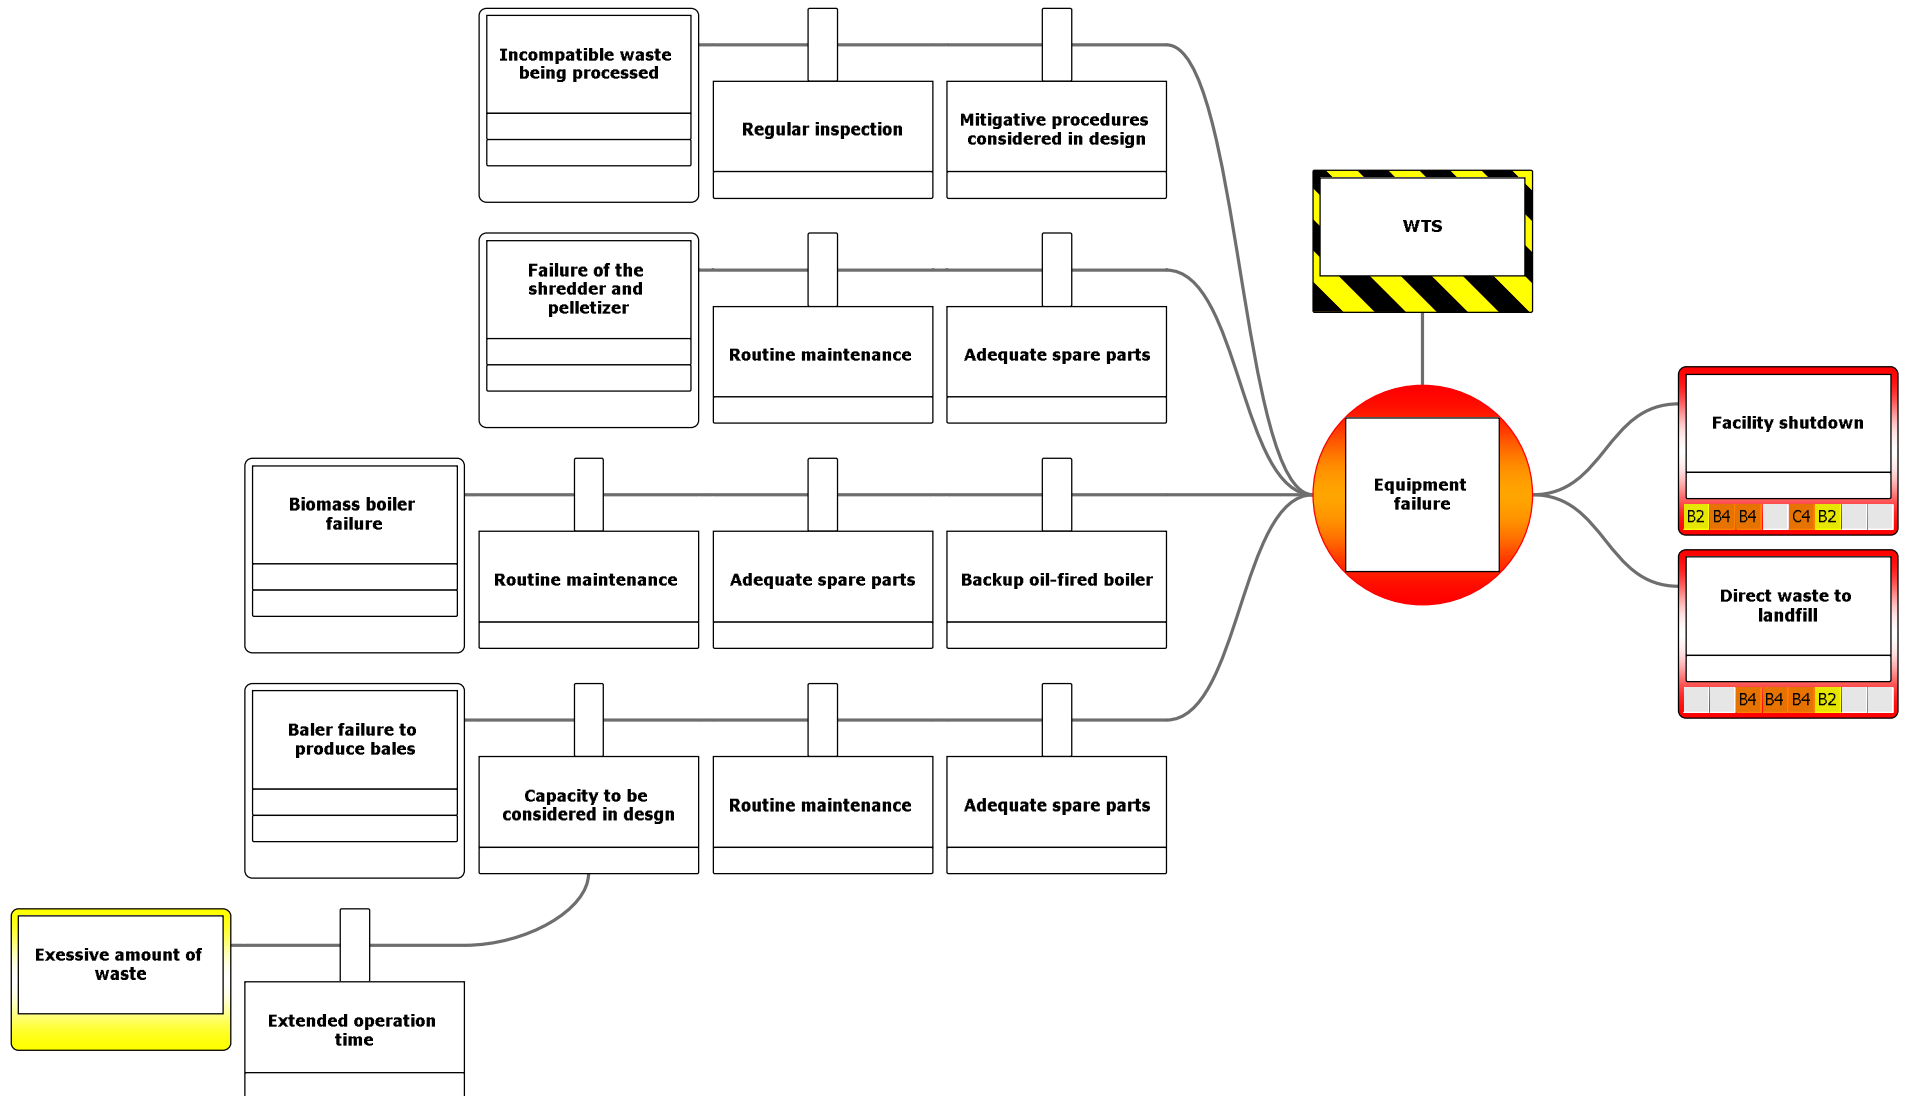 Incompatible waste
being processed
Regular inspection
Mitigative procedures
considered in design
WTS
Failure of the
shredder and
pelletizer
Routine maintenance
Adequate spare parts
Facility shutdown
B2 B4 B4 C4 B2
Equipment
failure
Biomass boiler
failure
Routine maintenance
Adequate spare parts
Backup oil-fired boiler
Direct waste to
landfill
B4 B4 B4 B2
Baler failure to
produce bales
Capacity to be
considered in desgn
Routine maintenance
Adequate spare parts
Exessive amount of
waste
Extended operation
time